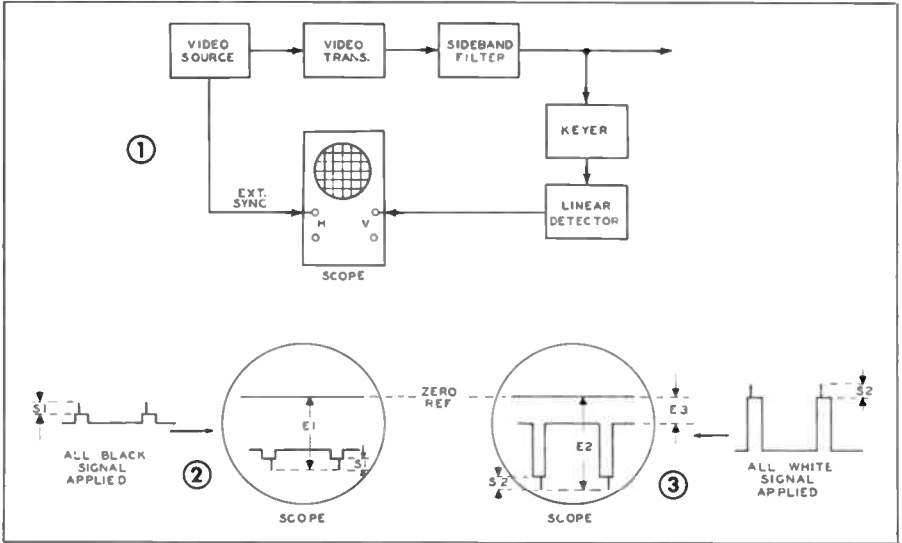 VIDEO
SOURCE
VIDEO
TRANS.
SIDEBAND
FILTER
KEYER
LINEAR
DETECTOR
1
EXT.
SYNC
H
V
SCOPE
S1
ALL BLACK
SIGNAL
APPLIED
2
E1
S1
SCOPE
ZERO
REF
E2
S2
SCOPE
E3
3
S2
ALL WHITE
SIGNAL
APPLIED